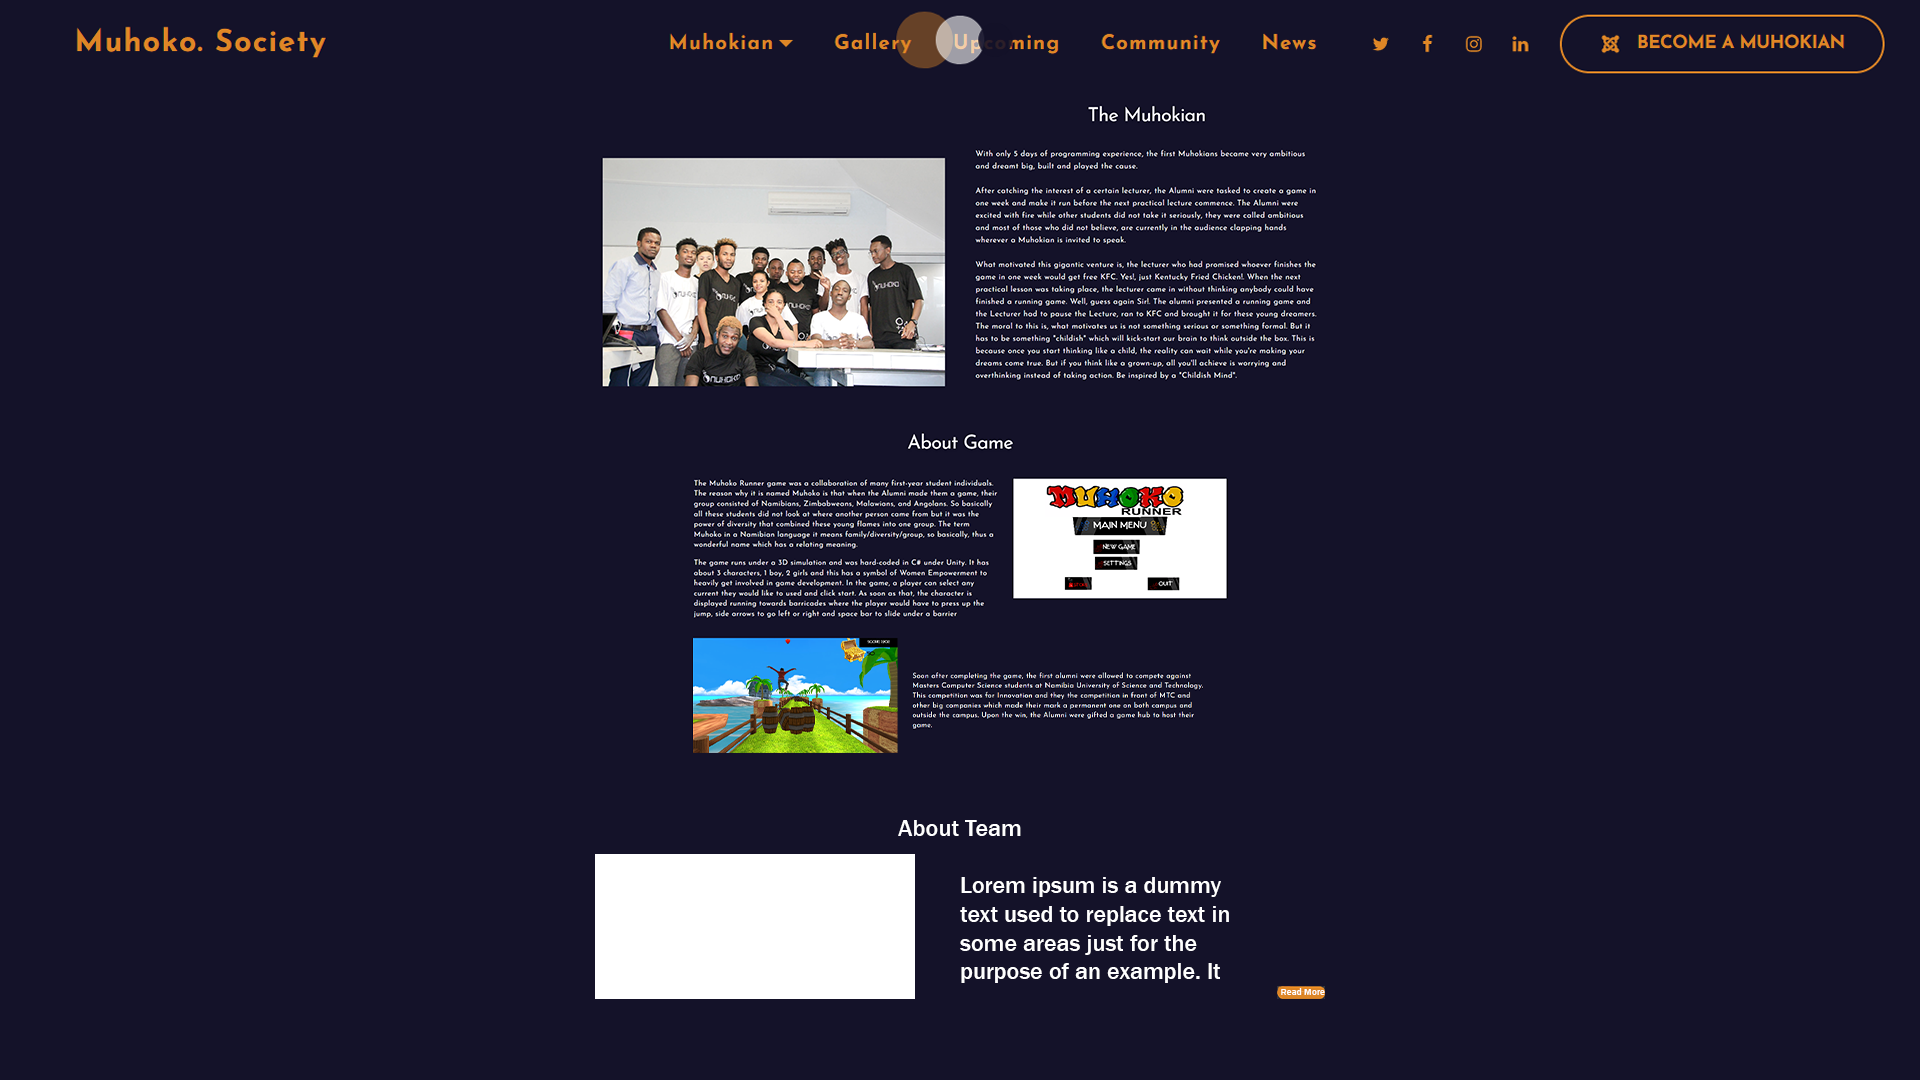 Muhoko. Society
Muhokian
Gallery
Upcoming
Community
News
BECOME A MUHOKIAN
The Muhokian
With only 5 days of programming experience, the first Muhokians became very ambitious
and dreamt big, built and played the cause.
After catching the interest of a certain lecturer, the Alumni were tasked to create a game in
one week and make it run before the next practical lecture commence. The Alumni were
excited with fire while other students did not take it seriously, they were called ambitious
and most of those who did not believe, are currently in the audience clapping hands
wherever a Muhokian is invited to speak.
What motivated this gigantic venture is, the lecturer who had promised whoever finishes the
game in one week would get free KFC. Yes!, just Kentucky Fried Chicken!. When the next
practical lesson was taking place, the lecturer came in without thinking anybody could have
finished a running game. Well, guess again Sir!. The alumni presented a running game and
the Lecturer had to pause the Lecture, ran to KFC and brought it for these young dreamers.
The moral to this is, what motivates us is not something serious or something formal. But it
has to be something "childish" which will kick-start our brain to think outside the box. This is
because once you start thinking like a child, the reality can wait while you're making your
dreams come true. But if you think like a grown-up, all you'll achieve is worrying and
overthinking instead of taking action. Be inspired by a "Childish Mind".
MUHOKO
About Game
The Muhoko Runner game was a collaboration of many first-year student individuals.
The reason why it is named Muhoko is that when the Alumni made them a game, their
group consisted of Namibians, Zimbabweans, Malawians, and Angolans. So basically
all these students did not look at where another person came from but it was the
power of diversity that combined these young flames into one group. The term
Muhoko in a Namibian language it means family/diversity/group, so basically, thus a
wonderful name which has a relating meaning.
The game runs under a 3D simulation and was hard-coded in C# under Unity. It has
about 3 characters, 1 boy, 2 girls and this has a symbol of Women Empowerment to
heavily get involved in game development. In the game, a player can select any
current they would like to used and click start. As soon as that, the character is
displayed running towards barricades where the player would have to press up the
jump, side arrows to go left or right and space bar to slide under a barrier
MUHOKO
RUNNER
MAIN MENU
NEW GAME
SETTINGS
QUIT
Soon after completing the game, the first alumni were allowed to compete against
Masters Computer Science students at Namibia University of Science and Technology.
This competition was for Innovation and they the competition in front of MTC and
other big companies which made their mark a permanent one on both campus and
outside the campus. Upon the win, the Alumni were gifted a game hub to host their
game.
About Team
Lorem ipsum is a dummy
text used to replace text in
some areas just for the
purpose of an example. It
Read More